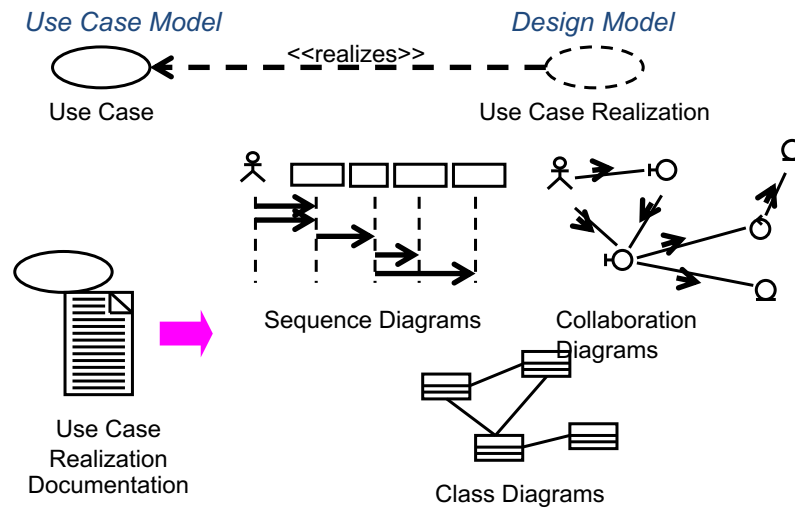 Use Case Model
Design Model
<<realizes>>
Use Case
Use Case Realization
Sequence Diagrams
Collaboration
Diagrams
Use Case
Realization
Documentation
Class Diagrams